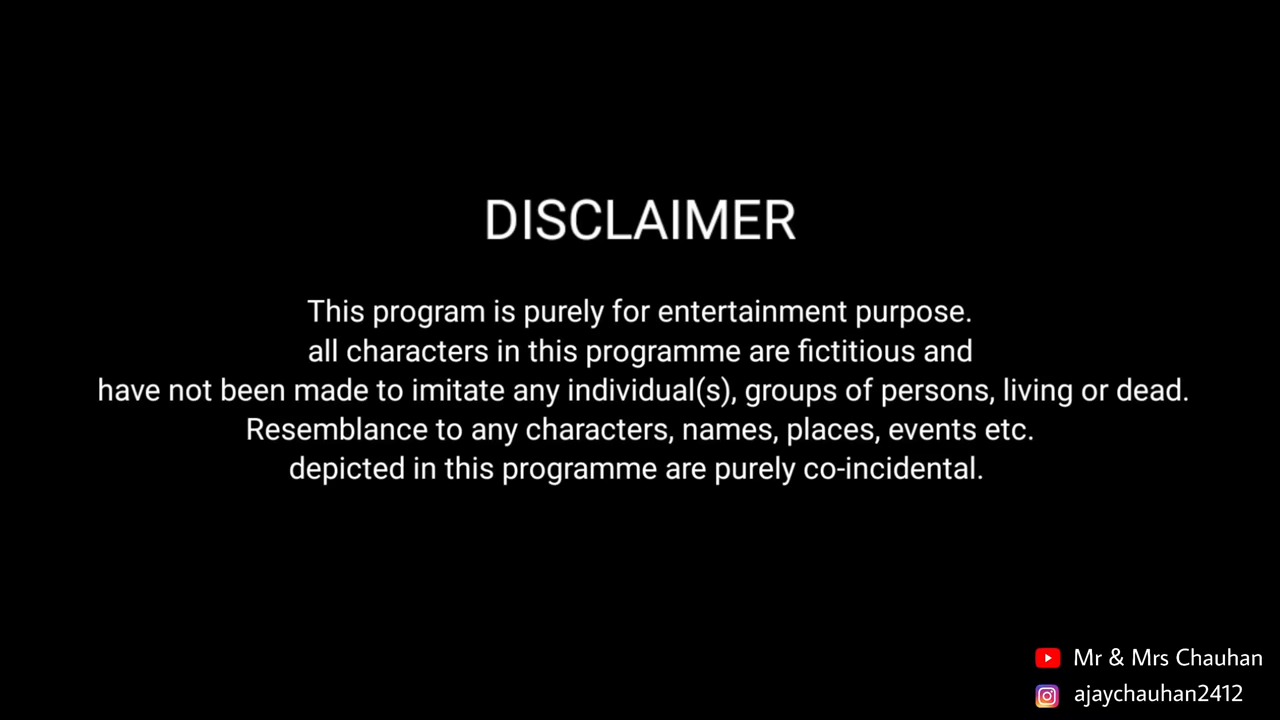 DISCLAIMER
This program is purely for entertainment purpose.
all characters in this programme are fictitious and
have not been made to imitate any individual(s), groups of persons, living or dead.
Resemblance to any characters, names, places, events etc.
depicted in this programme are purely co-incidental.
Mr & Mrs Chauhan
ajaychauhan2412